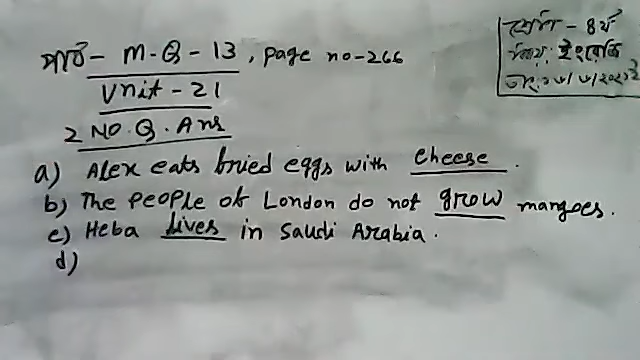 শ্রেণি - ৪র্থ
বিষয়: ইংরেজি
পাঠ - M.Q - 13, page no-266
Unit - 21
2 NO.Q.Ans
a) Alex eats bried eggs with cheese.
b) The people of London do not grow mangoes.
c) Heba lives in Saudi Arabia.
d)